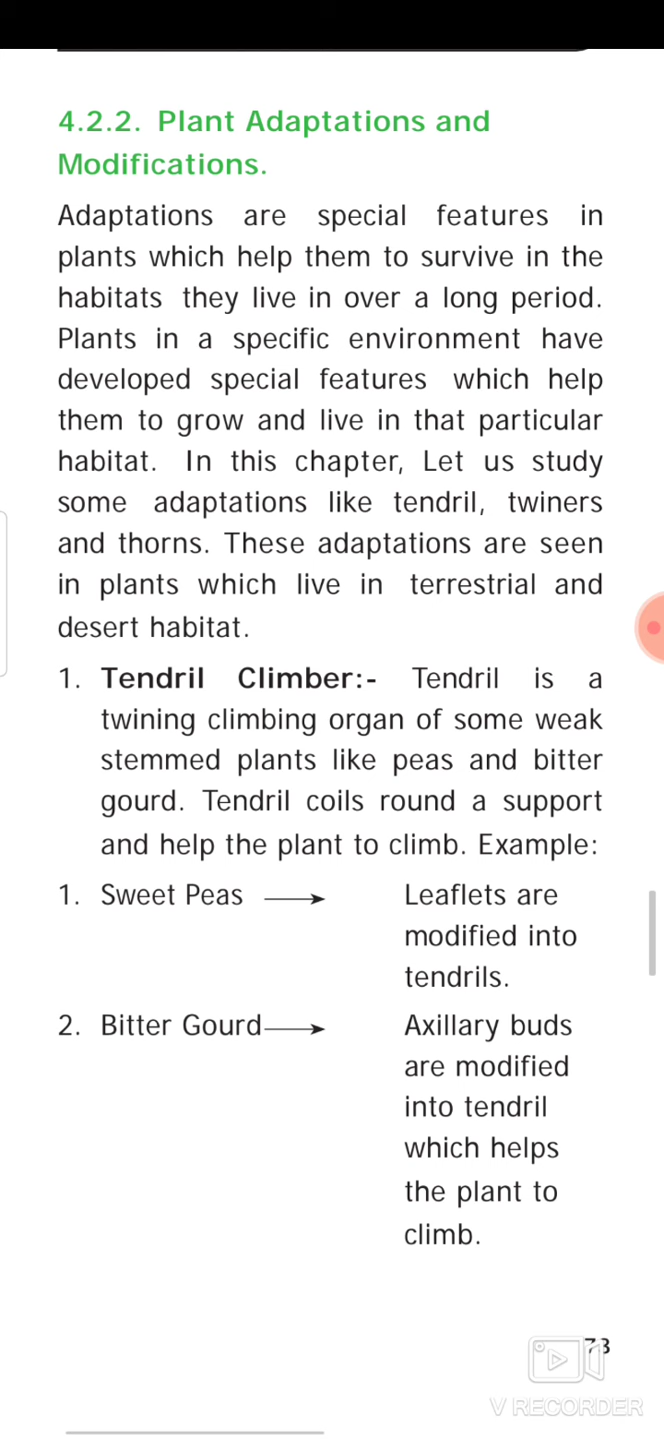 4.2.2. Plant Adaptations and
Modifications.
Adaptations are special features in
plants which help them to survive in the
habitats they live in over a long period.
Plants in a specific environment have
developed special features which help
them to grow and live in that particular
habitat. In this chapter, Let us study
some adaptations like tendril, twiners
and thorns. These adaptations are seen
in plants which live in terrestrial and
desert habitat.
1. Tendril Climber:- Tendril is a
twining climbing organ of some weak
stemmed plants like peas and bitter
gourd. Tendril coils round a support
and help the plant to climb. Example:
1. Sweet Peas → Leaflets are
modified into
tendrils.
2. Bitter Gourd → Axillary buds
are modified
into tendril
which helps
the plant to
climb.
73
V RECORDER